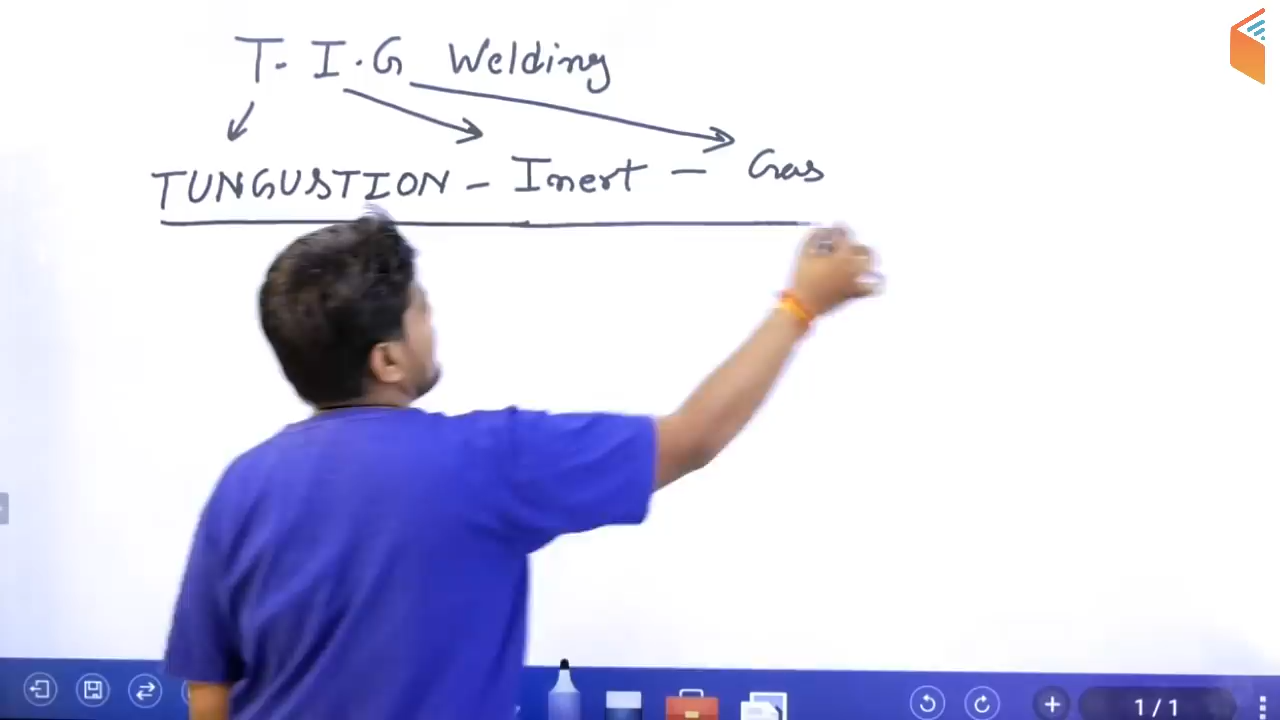 T. I.G Welding
TUNGUSTION - Inert - Gas
1 / 1